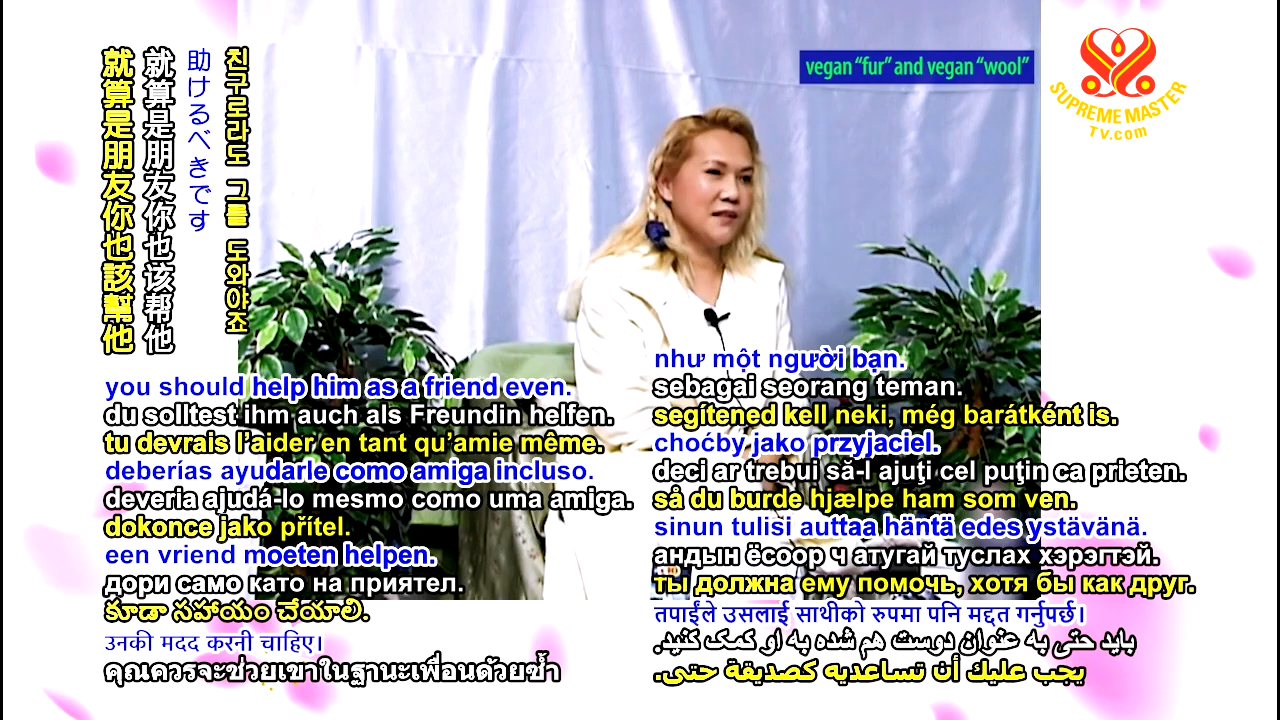 vegan “fur” and vegan “wool”
SUPREME MASTER
TV.com
就算是朋友你也該幫他
就算是朋友你也该帮他
助けるべきです
친구로라도 그를 도와야죠
you should help him as a friend even.
du solltest ihm auch als Freundin helfen.
tu devrais l’aider en tant qu’amie même.
deberías ayudarle como amiga incluso.
deveria ajudá-lo mesmo como uma amiga.
dokonce jako přítel.
een vriend moeten helpen.
дори само като на приятел.
కూడా సహాయం చేయాలి.
उनकी मदद करनी चाहिए।
คุณควรจะช่วยเขาในฐานะเพื่อนด้วยซ้ำ
như một người bạn.
sebagai seorang teman.
segítened kell neki, még barátként is.
choćby jako przyjaciel.
deci ar trebui să-l ajuţi cel puţin ca prieten.
så du burde hjælpe ham som ven.
sinun tulisi auttaa häntä edes ystävänä.
андын ёсоор ч атугай туслах хэрэгтэй.
ты должна ему помочь, хотя бы как друг.
तपाईंले उसलाई साथीको रुपमा पनि मद्दत गर्नुपर्छ।
باید حتی به عنوان دوست هم شده به او کمک کنید.
يجب عليك أن تساعديه كصديقة حتى.